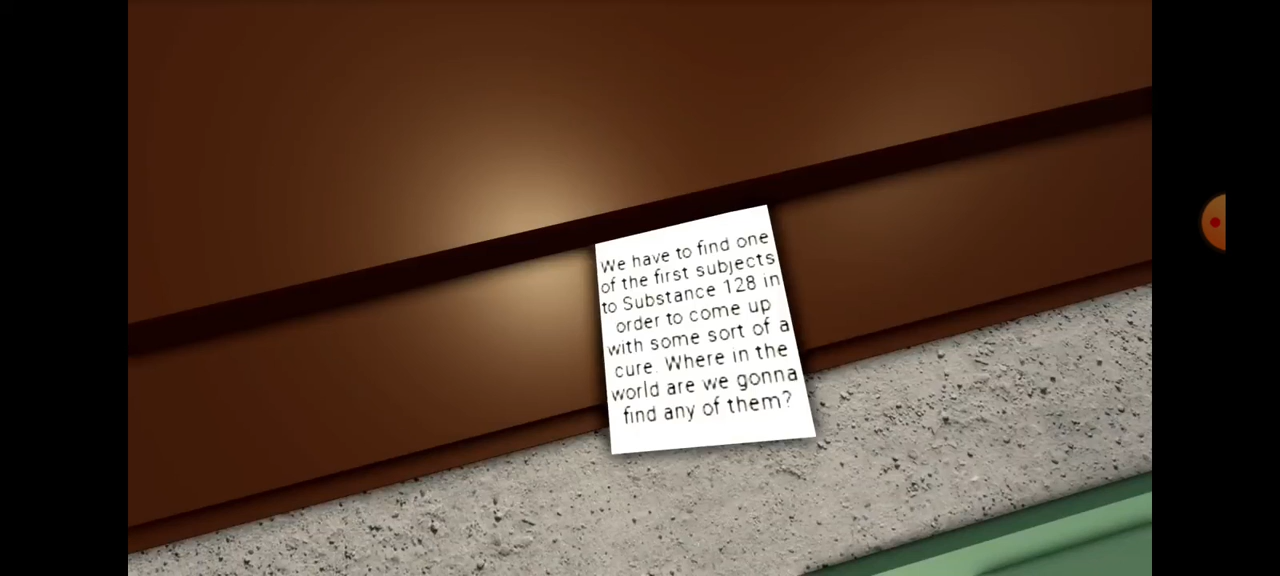 We have to find one
of the first subjects
to Substance 128 in
order to come up
with some sort of a
cure. Where in the
world are we gonna
find any of them?